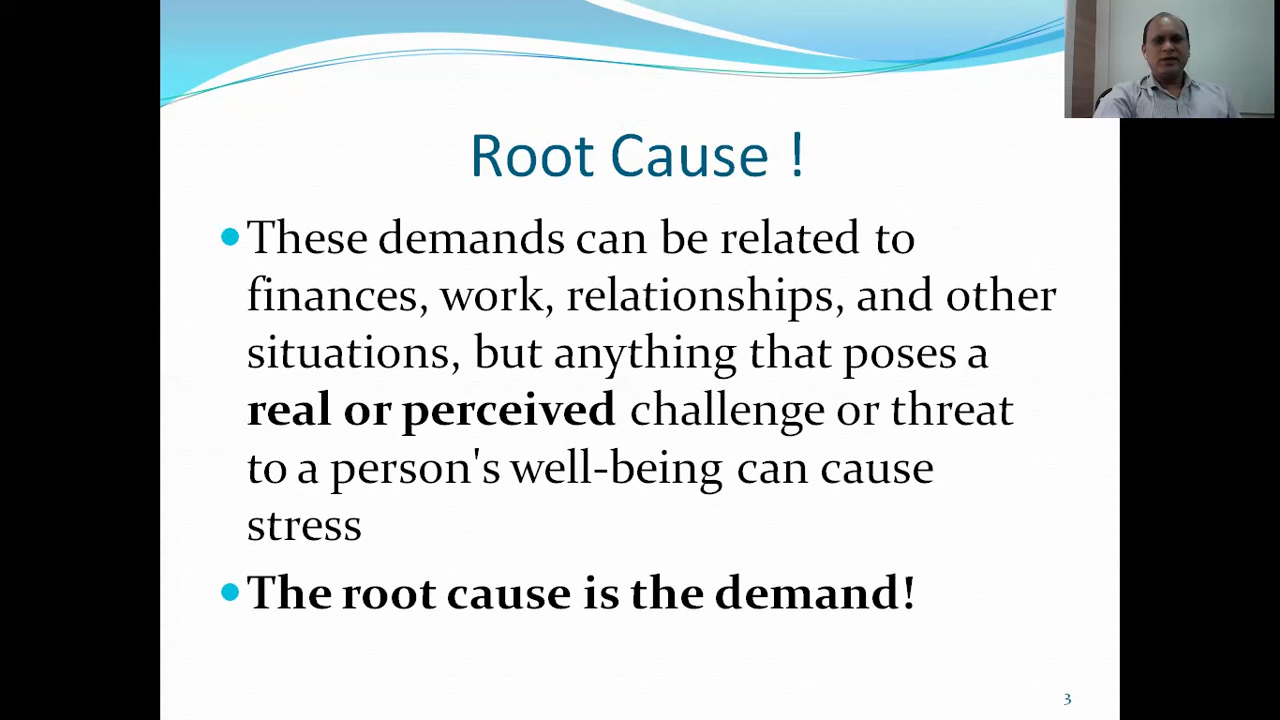 Root Cause !
These demands can be related to
finances, work, relationships, and other
situations, but anything that poses a
real or perceived challenge or threat
to a person's well-being can cause
stress
The root cause is the demand!
3